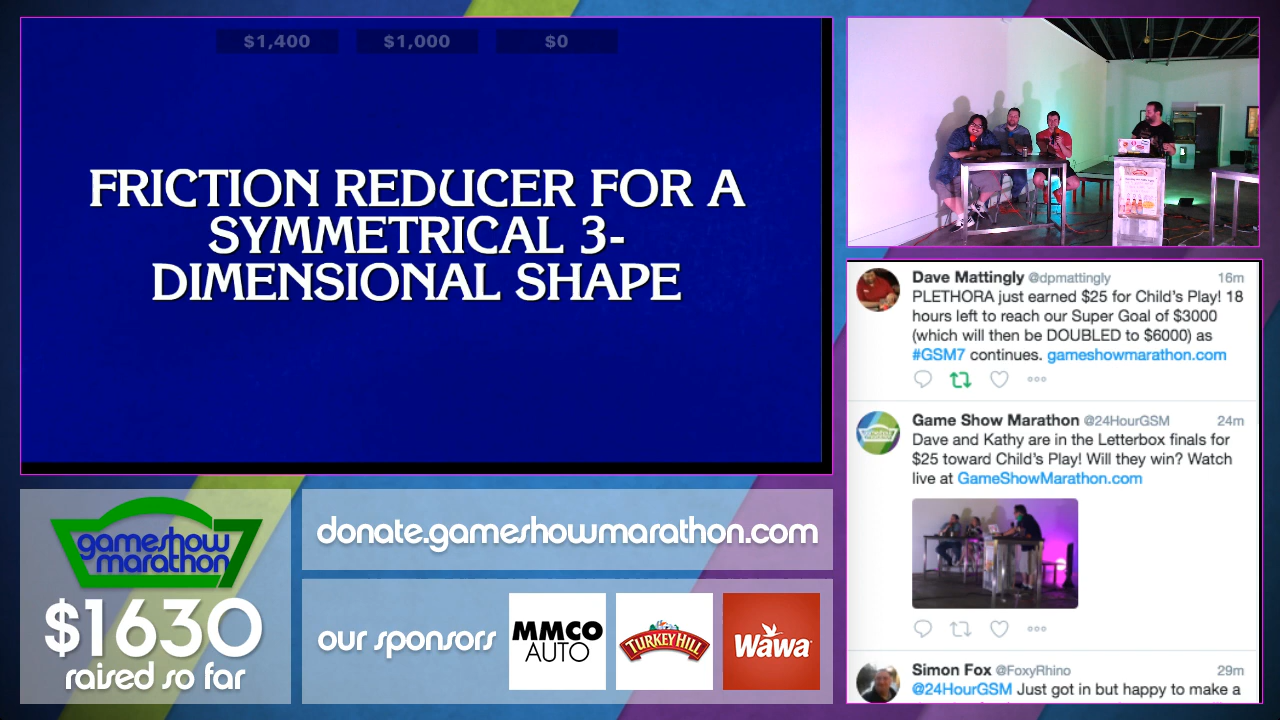 $1,400 $1,000 $0
FRICTION REDUCER FOR A
SYMMETRICAL 3-
DIMENSIONAL SHAPE
gameshow
marathon
7
$1630
raised so far
donate.gameshowmarathon.com
our sponsors
MMCO
AUTO
TURKEY HILL
Wawa
Dave Mattingly @dpmattingly 16m
PLETHORA just earned $25 for Child's Play! 18
hours left to reach our Super Goal of $3000
(which will then be DOUBLED to $6000) as
#GSM7 continues. gameshowmarathon.com
Game Show Marathon @24HourGSM 24m
Dave and Kathy are in the Letterbox finals for
$25 toward Child's Play! Will they win? Watch
live at GameShowMarathon.com
Simon Fox @FoxyRhino 29m
@24HourGSM Just got in but happy to make a